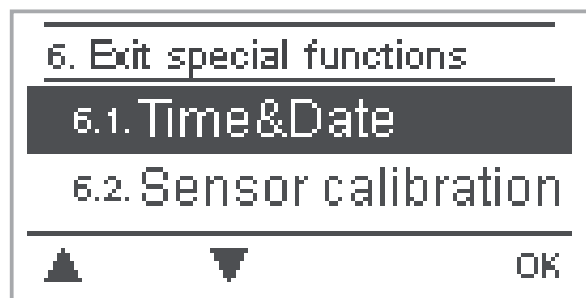 6. Exit special functions
6.1. Time&Date
6.2. Sensor calibration
▲ ▼ OK